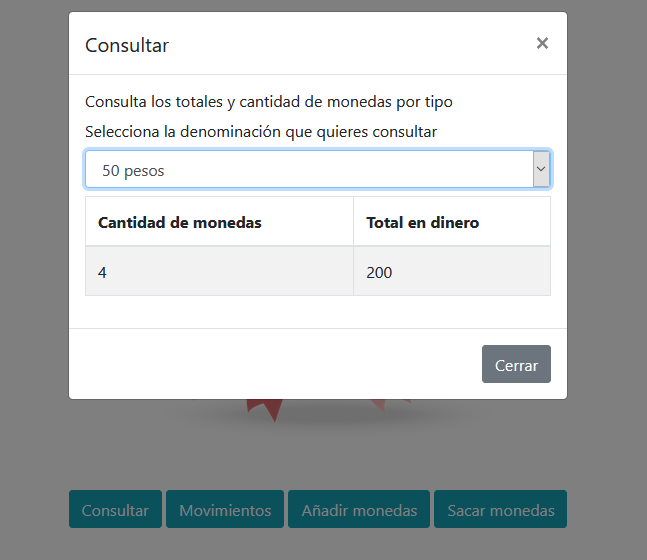 Consultar ×
Consulta los totales y cantidad de monedas por tipo
Selecciona la denominación que quieres consultar
50 pesos
Cantidad de monedas Total en dinero
4 200
Cerrar
Consultar Movimientos Añadir monedas Sacar monedas